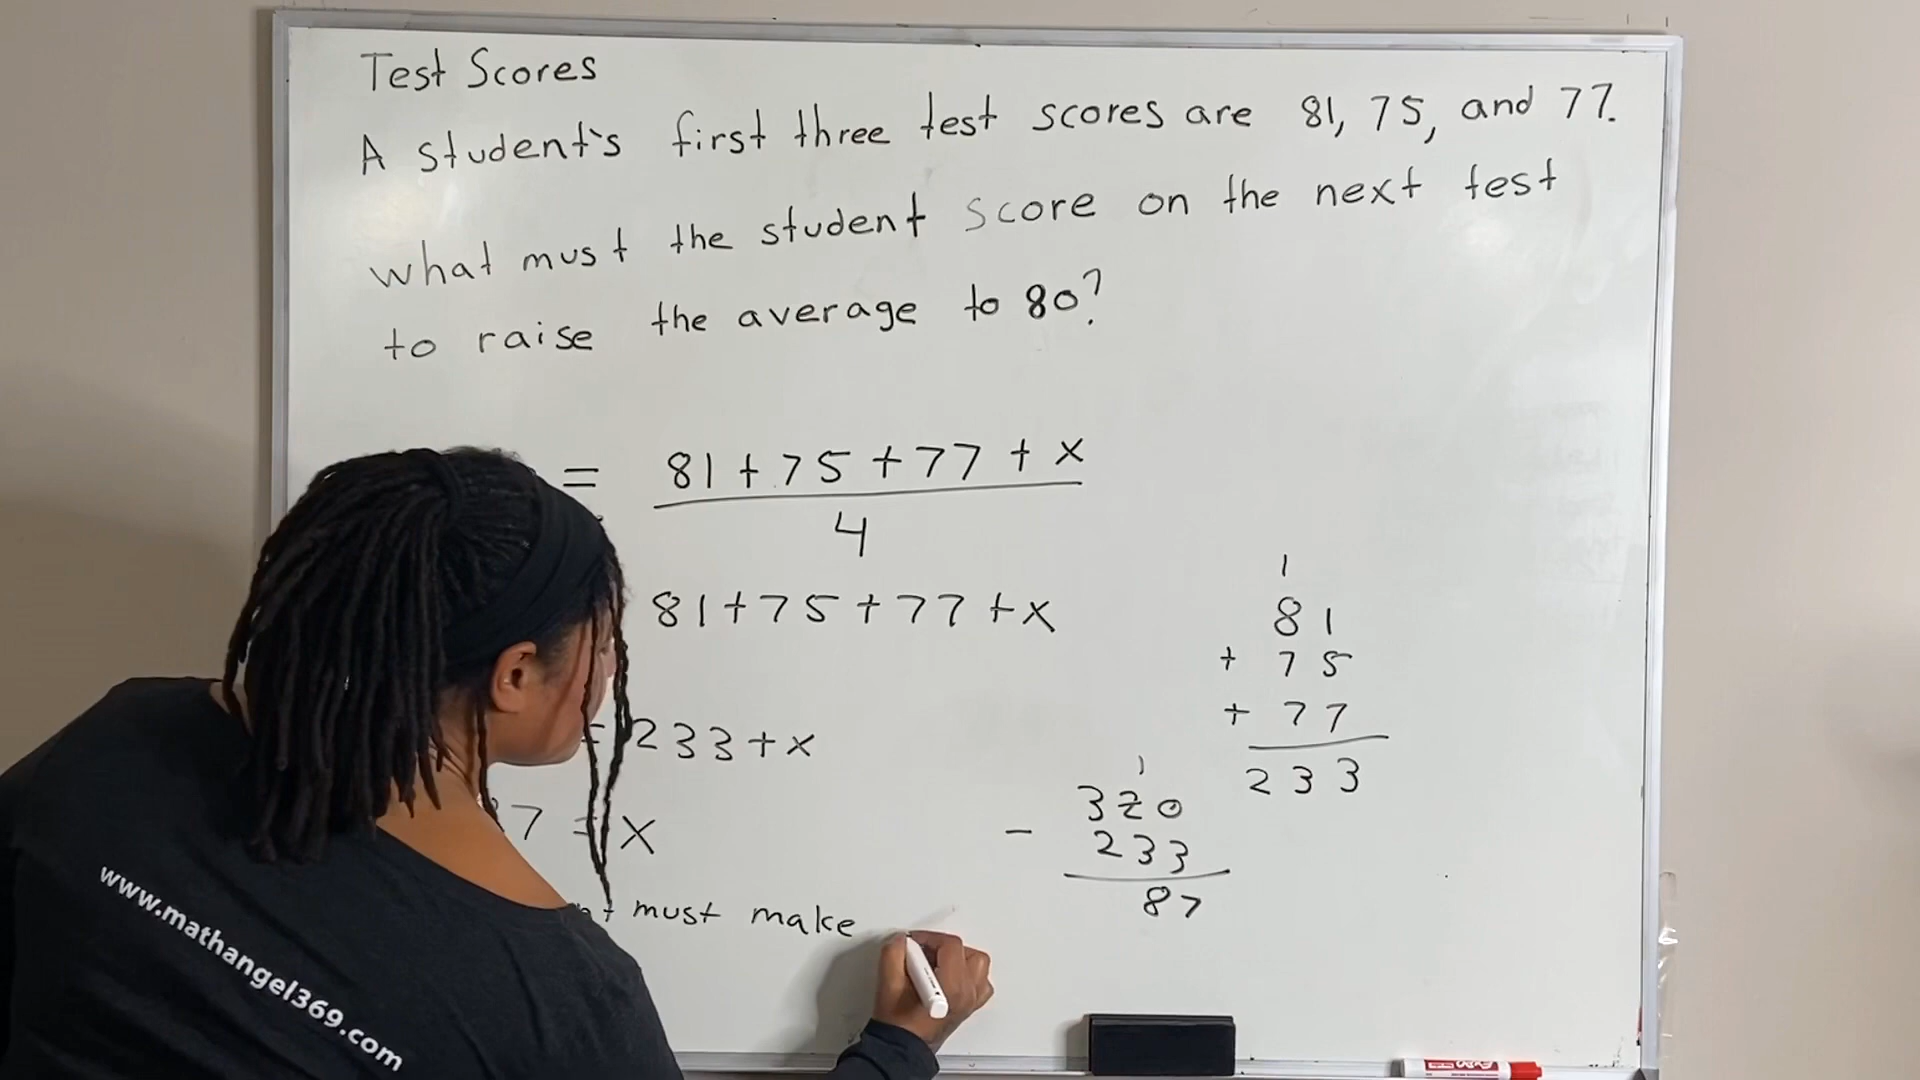 Test Scores
A student's first three test scores are 81, 75, and 77.
What must the student score on the next test
to raise the average to 80?
= 81+75+77+x
4
81+75+77+x
= 233+x
7 = x
must make
1
81
+ 75
+ 77
233
1
320
- 233
87
www.mathangel369.com